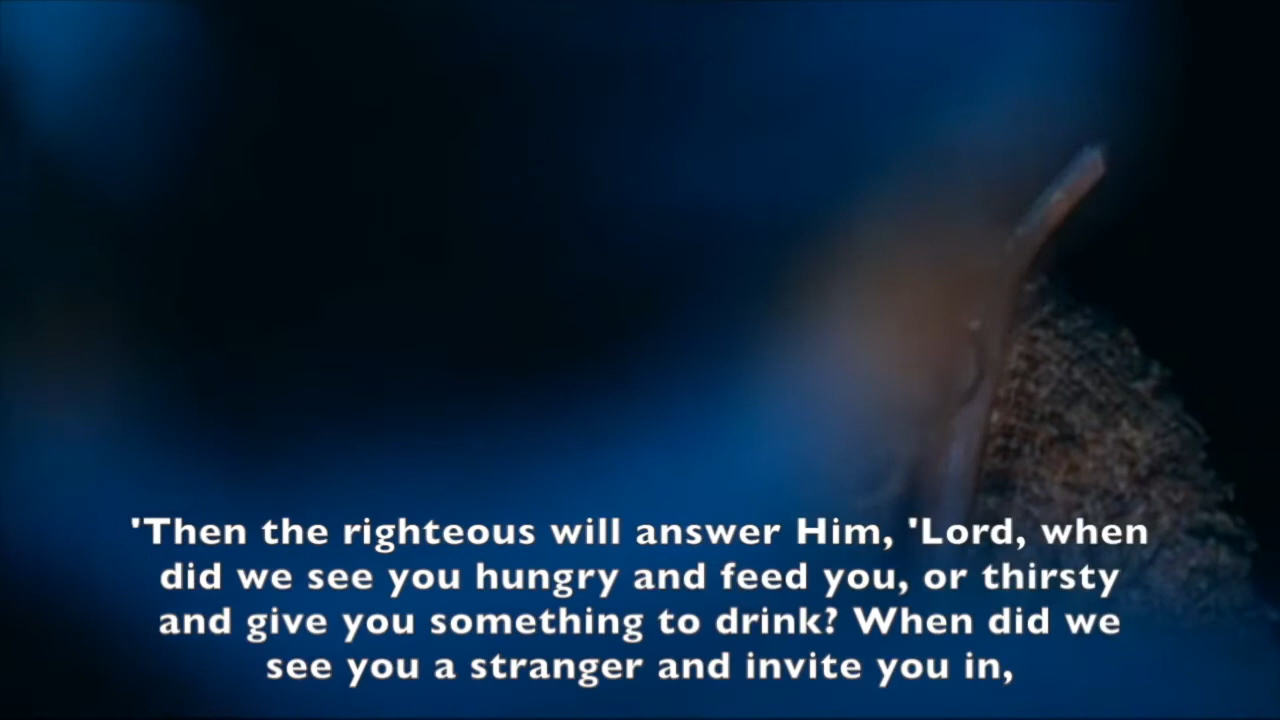 'Then the righteous will answer Him, 'Lord, when
did we see you hungry and feed you, or thirsty
and give you something to drink? When did we
see you a stranger and invite you in,